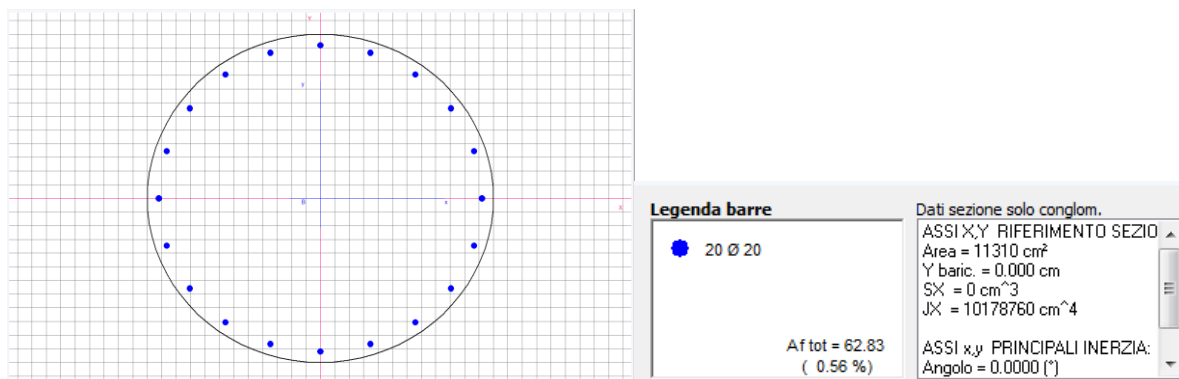 Y
Y
B
x
X
Legenda barre
20 Ø 20
Af tot = 62.83
( 0.56 %)
Dati sezione solo conglom.
ASSI X,Y RIFERIMENTO SEZIO
Area = 11310 cm²
Y baric. = 0.000 cm
SX = 0 cm^3
JX = 10178760 cm^4
ASSI x,y PRINCIPALI INERZIA:
Angolo = 0.0000 (°)